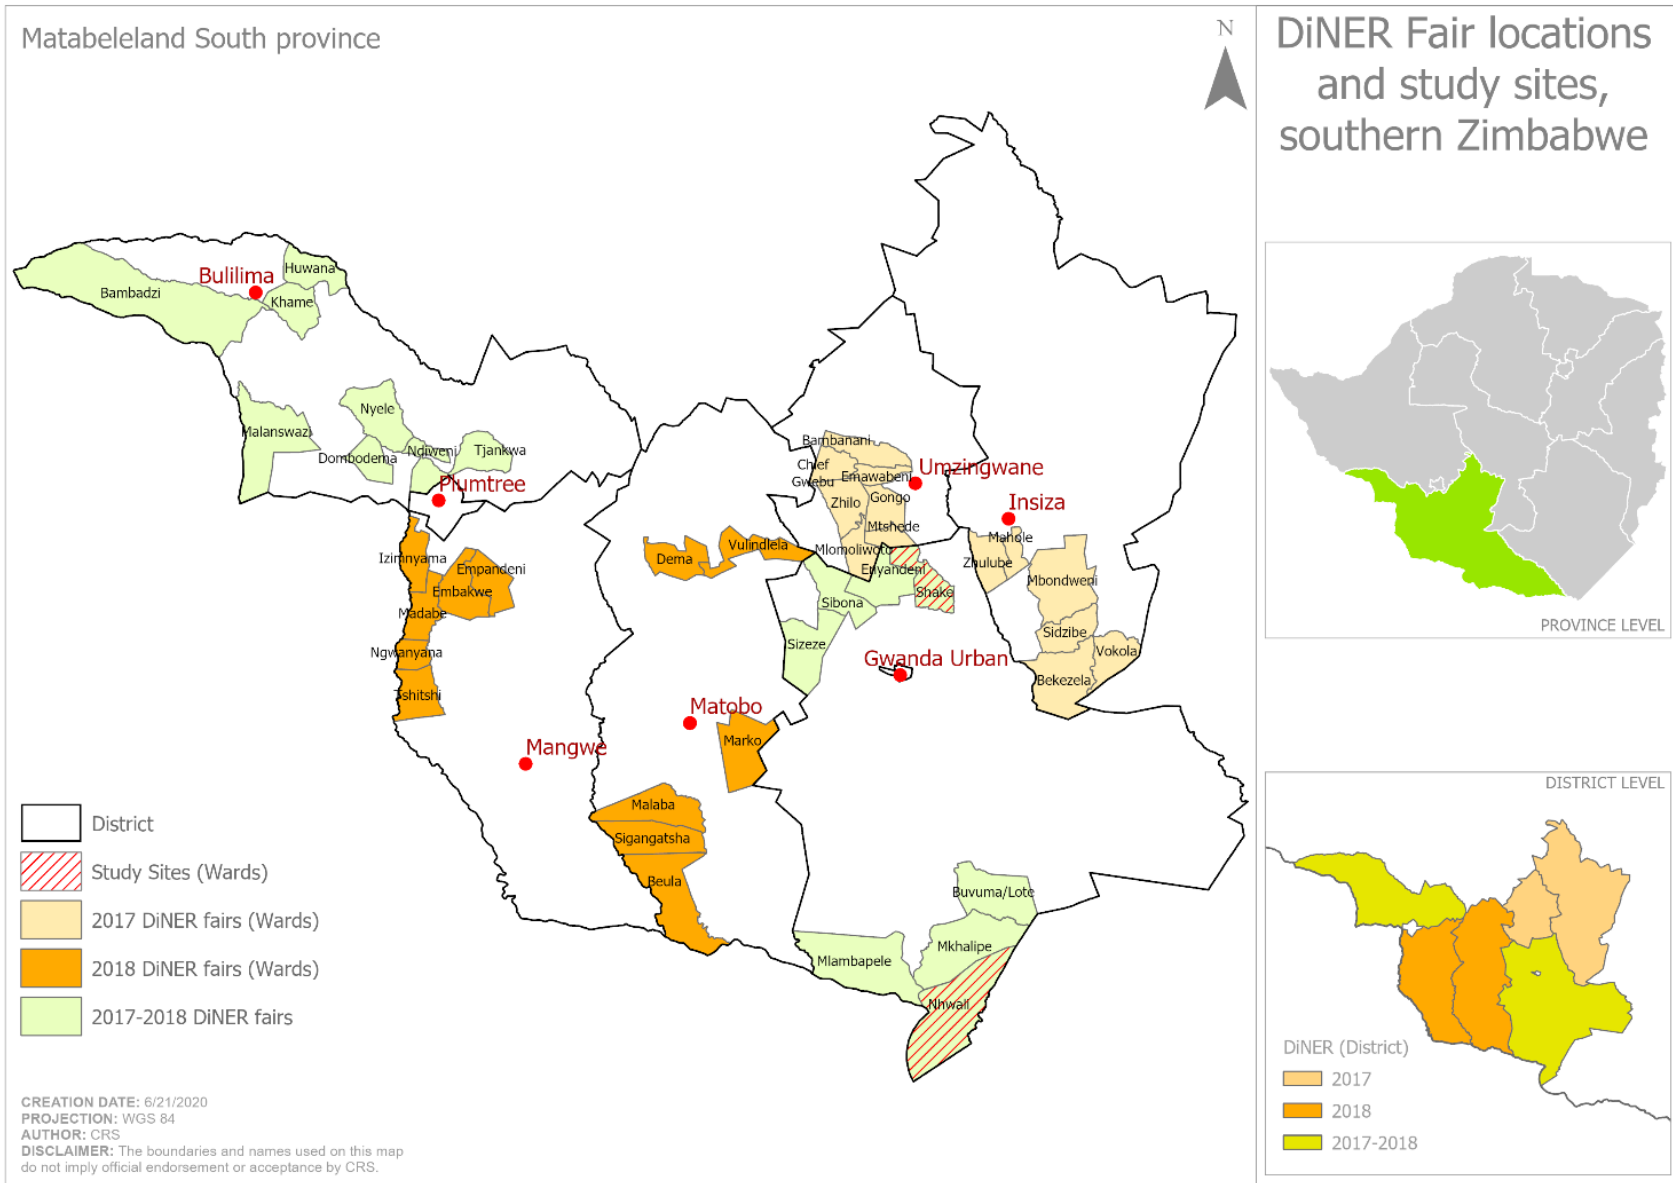 Matabeleland South province
N
DiNER Fair locations
and study sites,
southern Zimbabwe
Bulilima
Huwana
Bambadzi
Khame
Nyele
Malanswazi
Ndiweni
Tjankwa
Dombodema
Plumtree
Bambanani
Chief
Gwebu
Emawabeni
Umzingwane
Zhilo
Gongo
Insiza
Mtshede
Mahole
Izimnyama
Empandeni
Dema
Vulindlela
Mlomoliwoto
Enyandeni
Zhulube
Mbondweni
Embakwe
Madabe
Sibona
Shake
Sidzibe
Ngwanyana
Sizeze
Gwanda Urban
Vokola
Bekezela
Tshitshi
Matobo
Marko
Mangwe
Malaba
Sigangatsha
Beula
Buvuma/Lote
Mkhalipe
Mlambapele
Nhwali
District
Study Sites (Wards)
2017 DiNER fairs (Wards)
2018 DiNER fairs (Wards)
2017-2018 DiNER fairs
CREATION DATE: 6/21/2020
PROJECTION: WGS 84
AUTHOR: CRS
DISCLAIMER: The boundaries and names used on this map
do not imply official endorsement or acceptance by CRS.
PROVINCE LEVEL
DISTRICT LEVEL
DiNER (District)
2017
2018
2017-2018